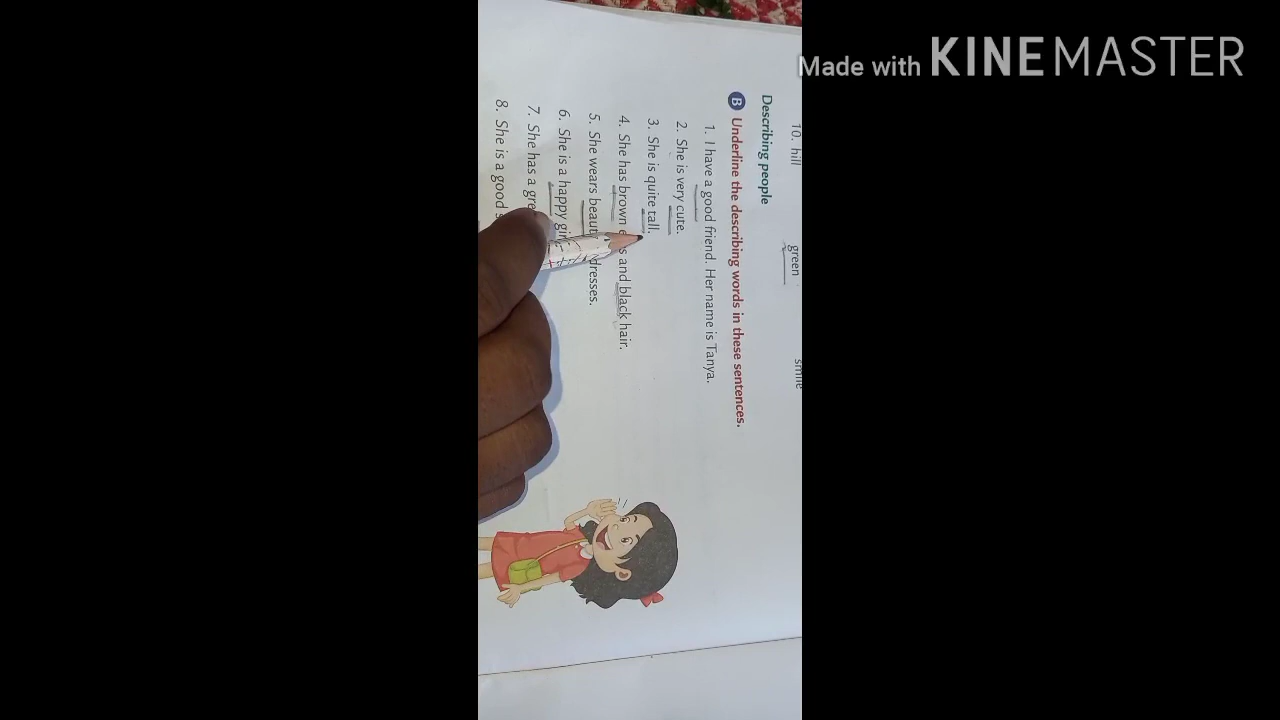 Made with KINEMASTER
10. hill green smile
Describing people
B Underline the describing words in these sentences.
1. I have a good friend. Her name is Tanya.
2. She is very cute.
3. She is quite tall.
4. She has brown and black hair.
5. She wears dresses.
6. She is a happy
7. She has a
8. She is a good